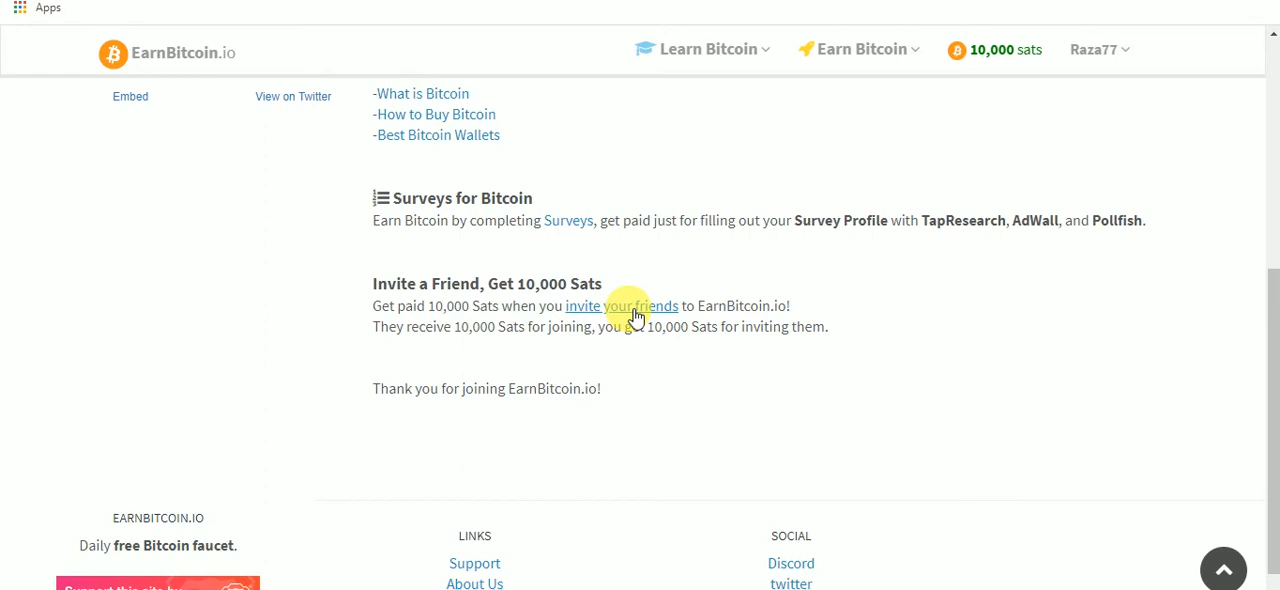 Apps
EarnBitcoin.io
Learn Bitcoin
Earn Bitcoin
10,000 sats
Raza77
Embed
View on Twitter
-What is Bitcoin
-How to Buy Bitcoin
-Best Bitcoin Wallets
Surveys for Bitcoin
Earn Bitcoin by completing Surveys, get paid just for filling out your Survey Profile with TapResearch, AdWall, and Pollfish.
Invite a Friend, Get 10,000 Sats
Get paid 10,000 Sats when you invite your friends to EarnBitcoin.io!
They receive 10,000 Sats for joining, you get 10,000 Sats for inviting them.
Thank you for joining EarnBitcoin.io!
EARNBITCOIN.IO
Daily free Bitcoin faucet.
Support this site by
LINKS
Support
About Us
SOCIAL
Discord
twitter